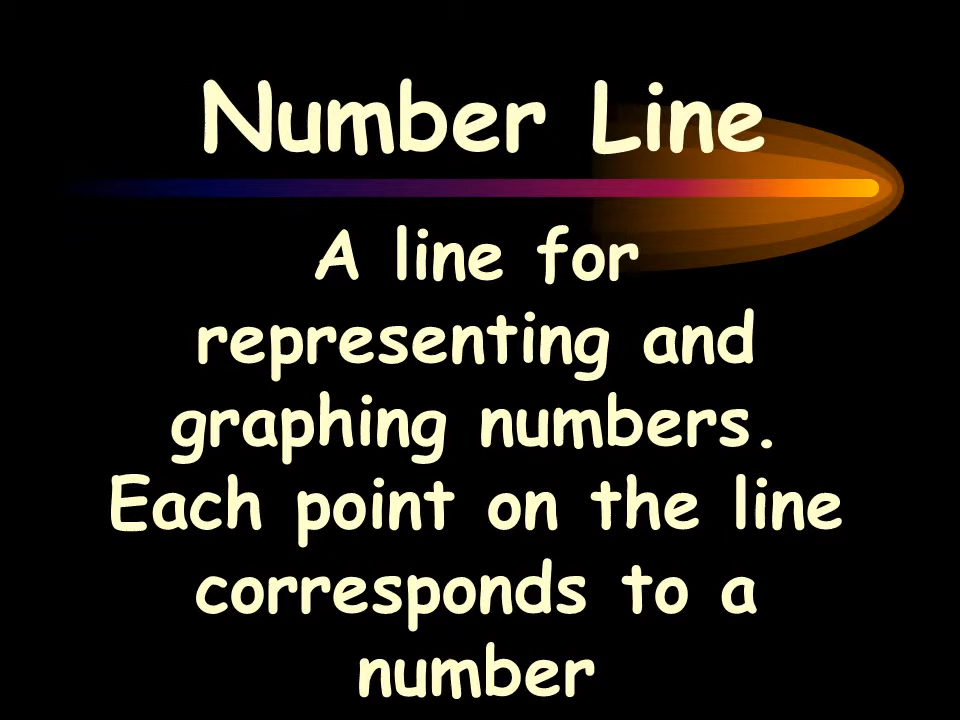 Number Line
A line for
representing and
graphing numbers.
Each point on the line
corresponds to a
number